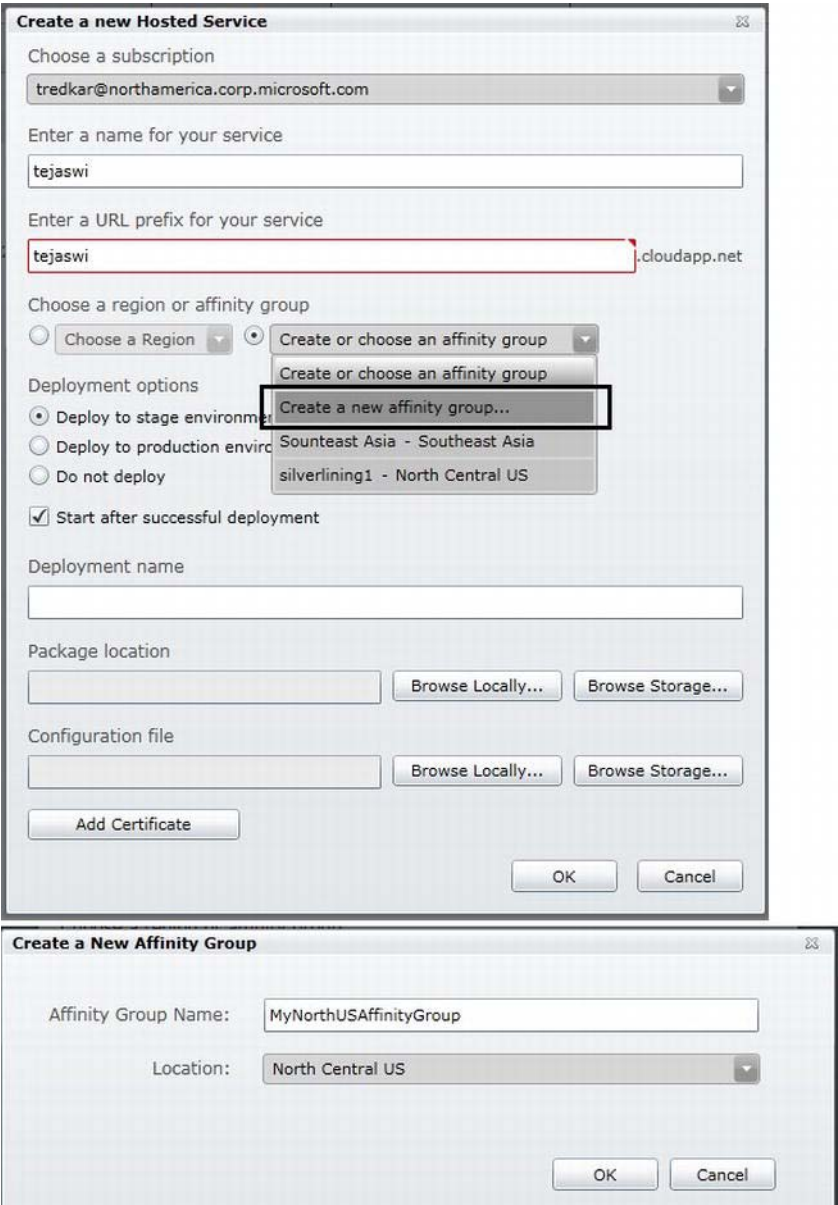 Create a new Hosted Service
Choose a subscription
tredkar@northamerica.corp.microsoft.com
Enter a name for your service
tejaswi
Enter a URL prefix for your service
tejaswi .cloudapp.net
Choose a region or affinity group
Choose a Region Create or choose an affinity group
Create or choose an affinity group
Deployment options
Create a new affinity group...
Deploy to stage environme
Sounteast Asia - Southeast Asia
Deploy to production enviro
silverlining1 - North Central US
Do not deploy
Start after successful deployment
Deployment name
Package location
Browse Locally... Browse Storage...
Configuration file
Browse Locally... Browse Storage...
Add Certificate
OK Cancel
Create a New Affinity Group
Affinity Group Name: MyNorthUSAffinityGroup
Location: North Central US
OK Cancel